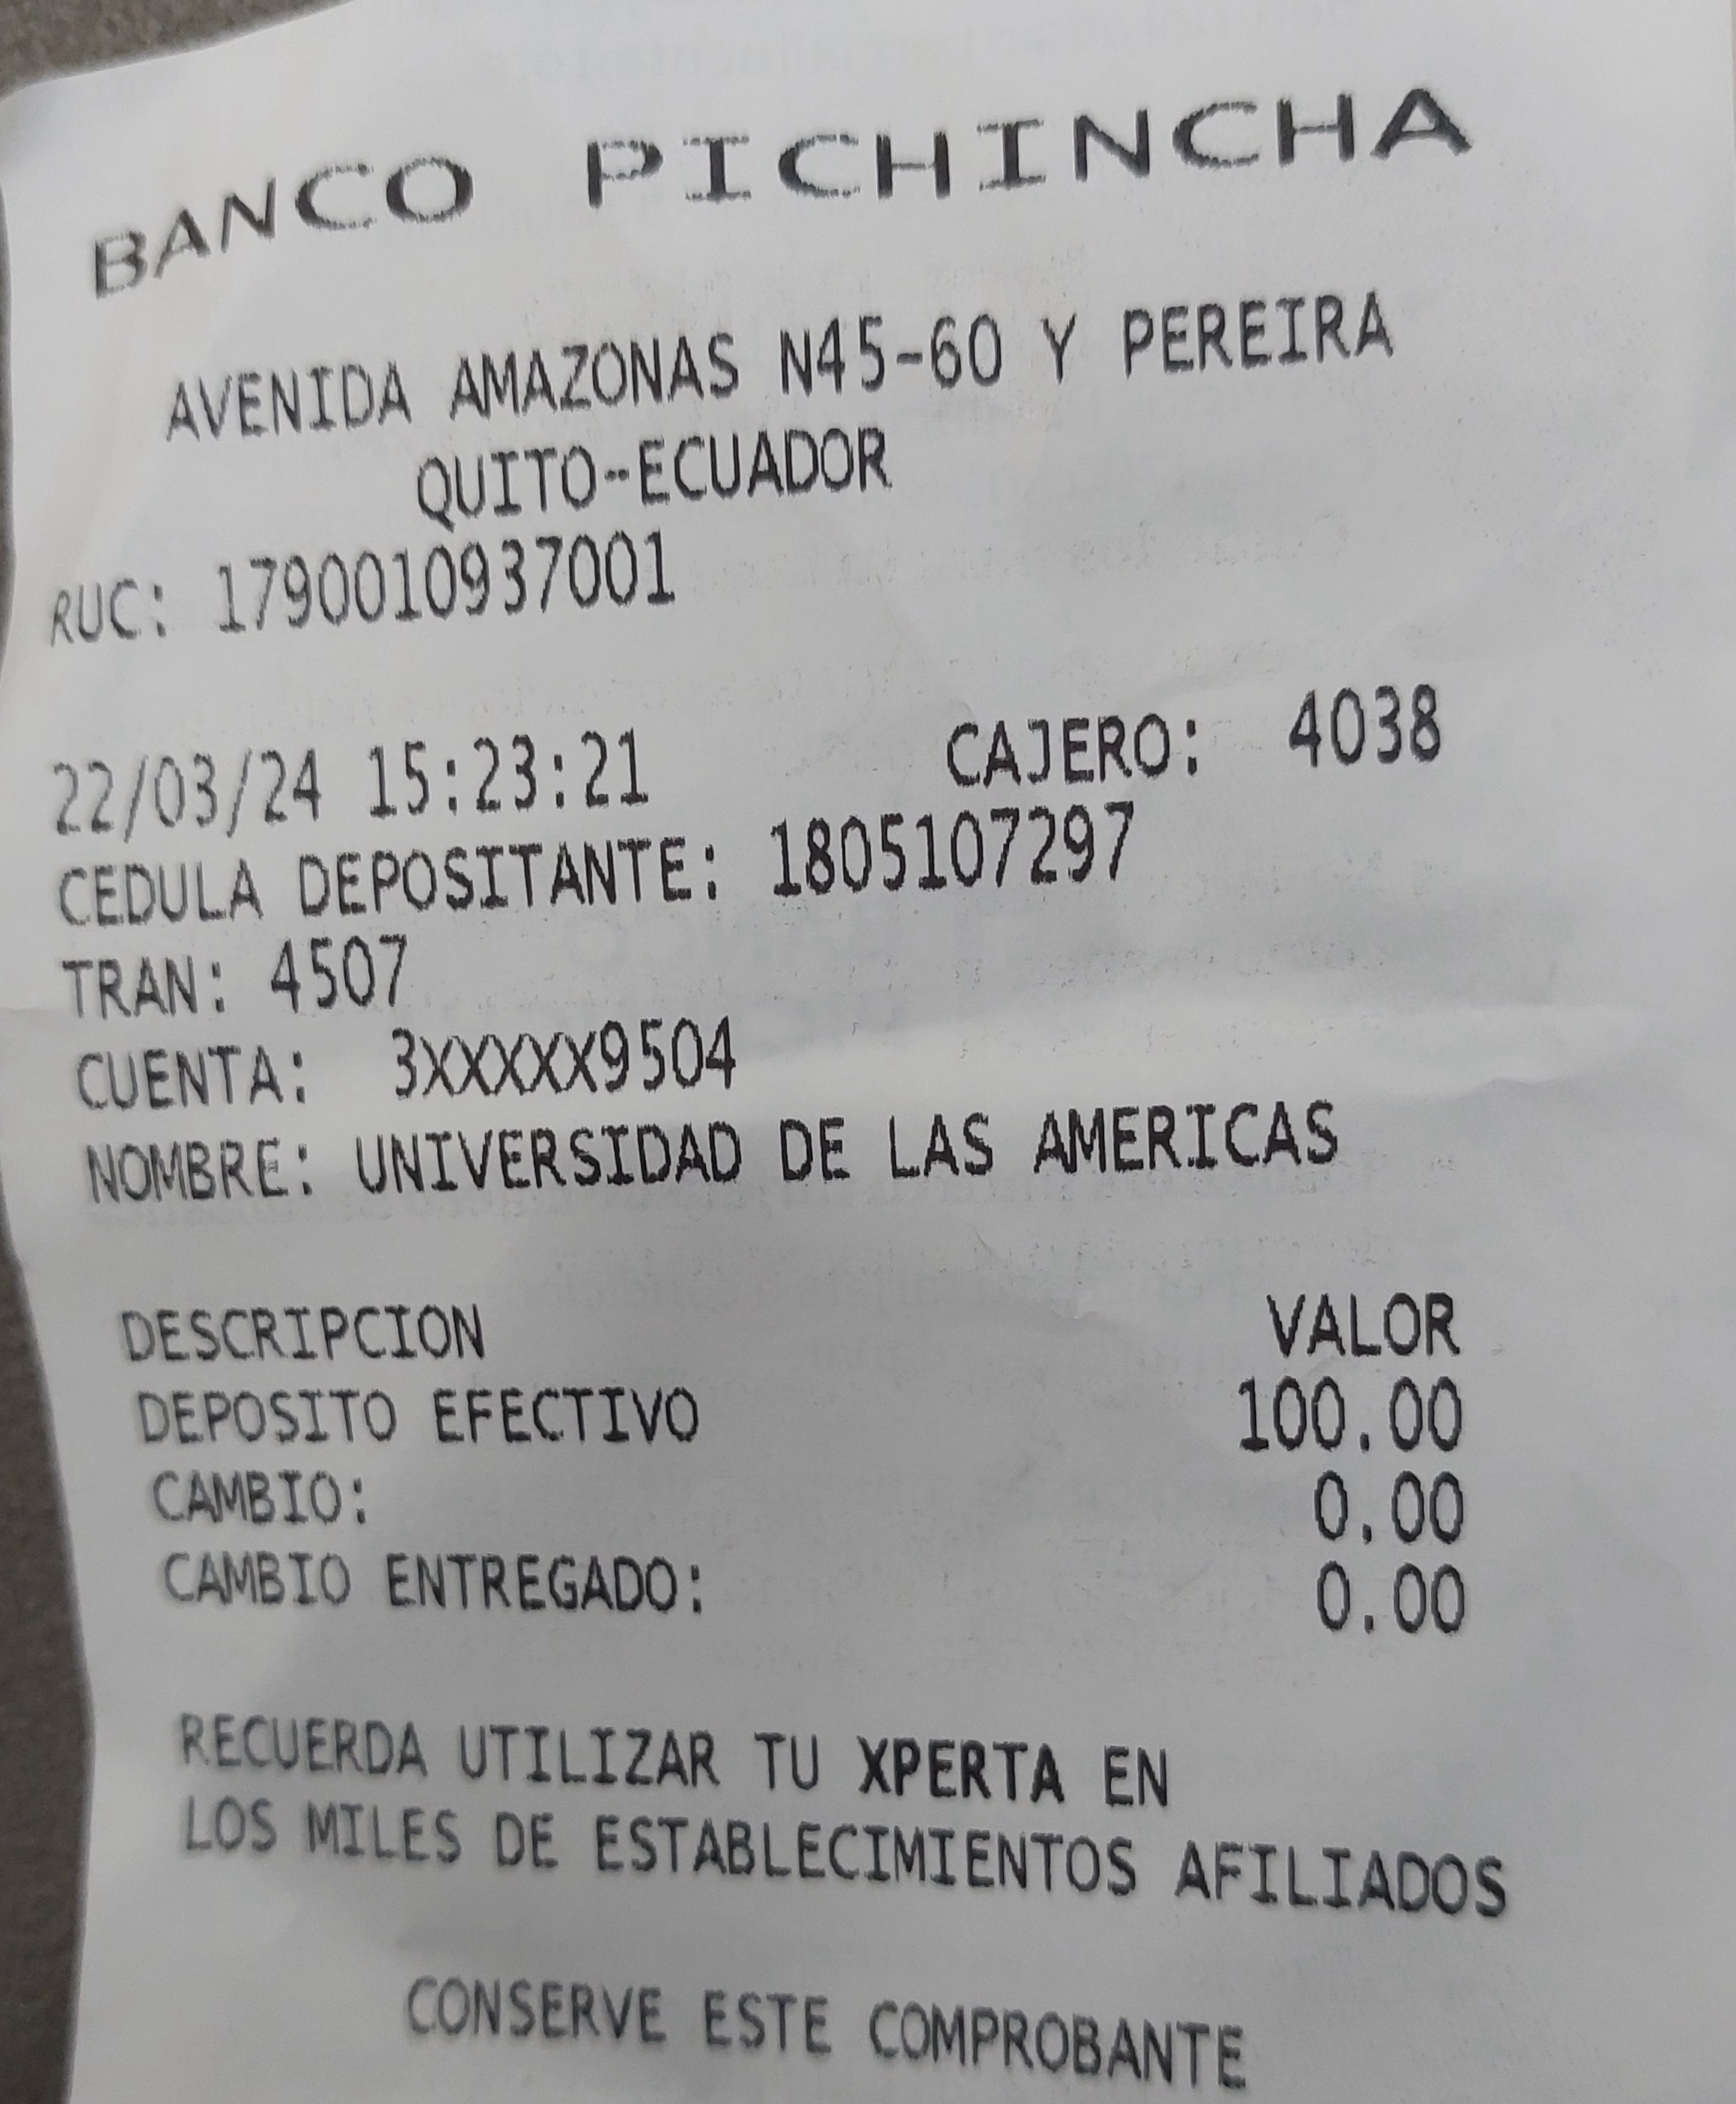 BANCO PICHINCHA
AVENIDA AMAZONAS N45-60 Y PEREIRA
QUITO-ECUADOR
RUC: 1790010937001
22/03/24 15:23:21 CAJERO: 4038
CEDULA DEPOSITANTE: 1805107297
TRAN: 4507
CUENTA: 3XXXXX9504
NOMBRE: UNIVERSIDAD DE LAS AMERICAS
DESCRIPCION VALOR
DEPOSITO EFECTIVO 100.00
CAMBIO: 0.00
CAMBIO ENTREGADO: 0.00
RECUERDA UTILIZAR TU XPERTA EN
LOS MILES DE ESTABLECIMIENTOS AFILIADOS
CONSERVE ESTE COMPROBANTE